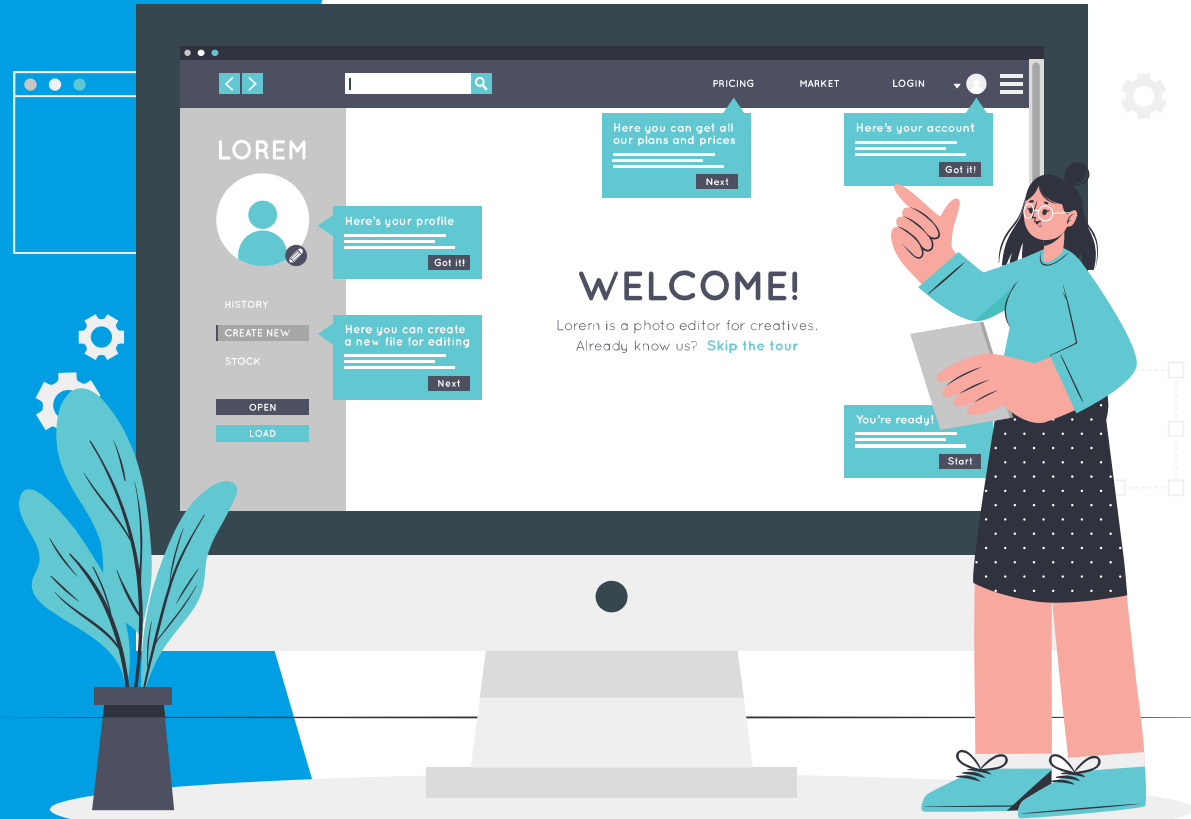 PRICING
MARKET
LOGIN
LOREM
Here you can get all
our plans and prices
Next
Here's your account
Got it!
Here's your profile
Got it!
HISTORY
CREATE NEW
STOCK
OPEN
LOAD
Here you can create
a new file for editing
Next
WELCOME!
Lorem is a photo editor for creatives.
Already know us? Skip the tour
You're ready!
Start